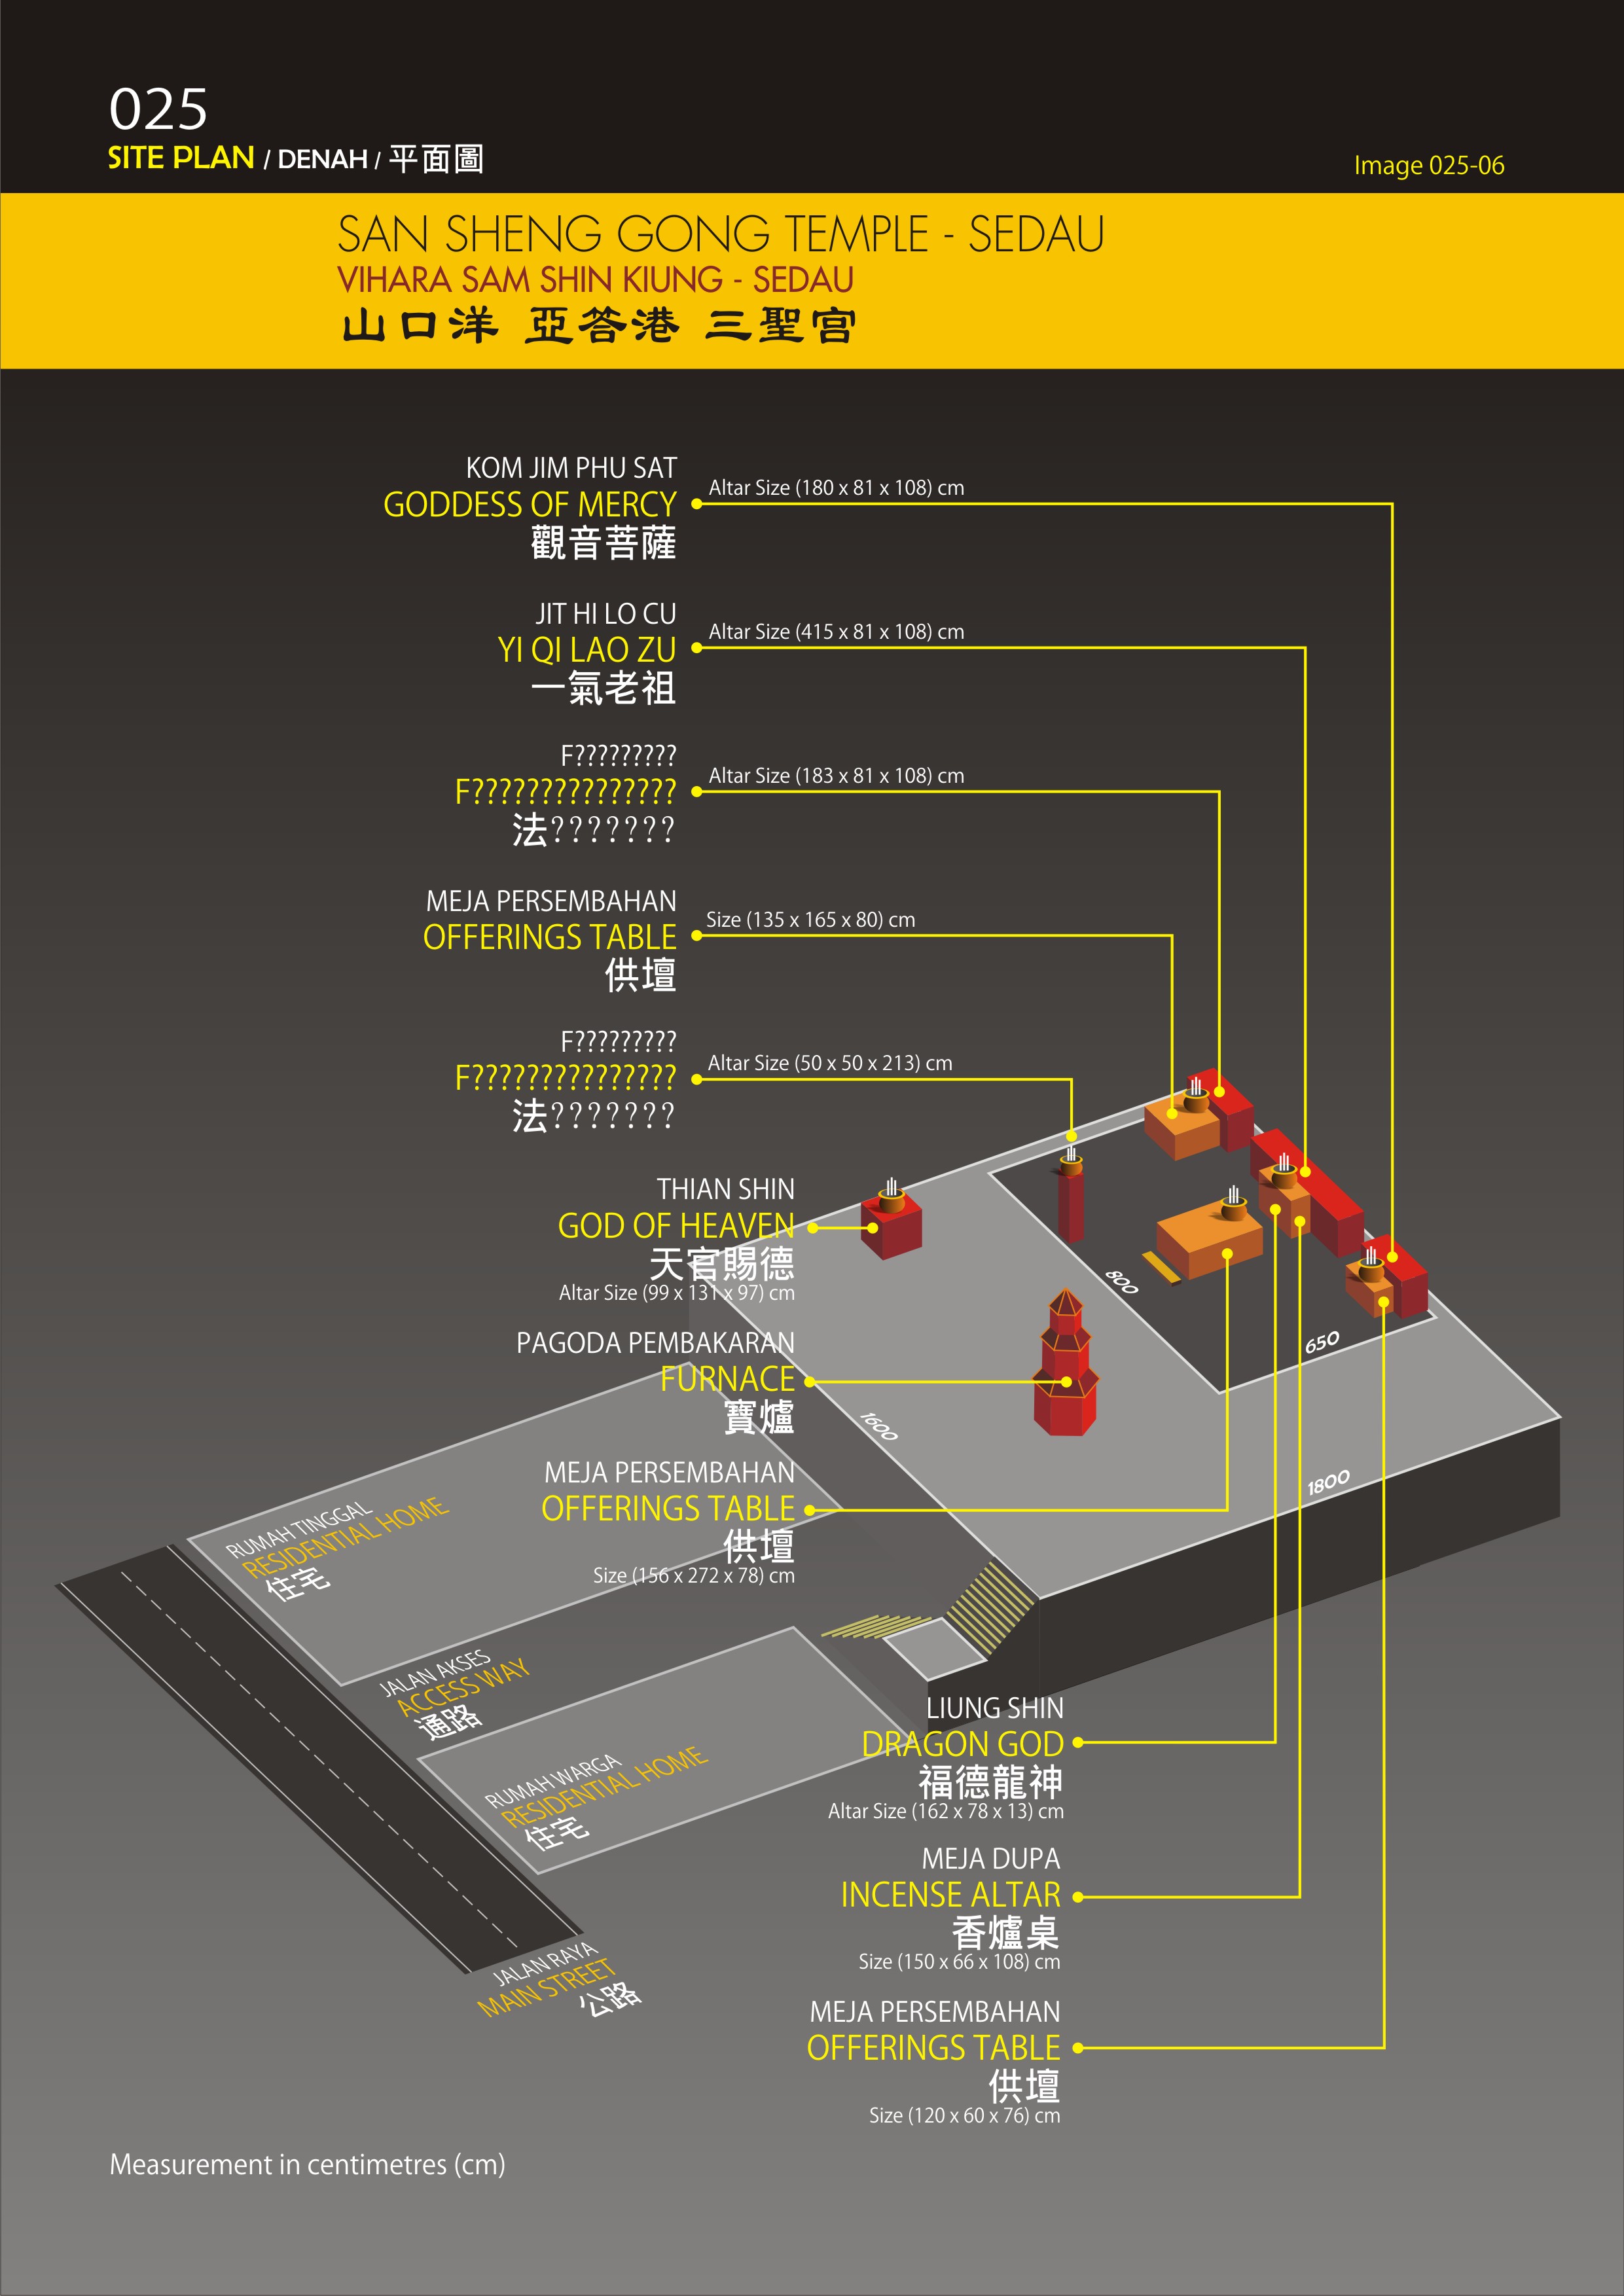 025
SITE PLAN / DENAH / 平面圖
Image 025-06
SAN SHENG GONG TEMPLE - SEDAU
VIHARA SAM SHIN KIUNG - SEDAU
山口洋 亞答港 三聖宮
KOM JIM PHU SAT
GODDESS OF MERCY
觀音菩薩
Altar Size (180 x 81 x 108) cm
JIT HI LO CU
YI QI LAO ZU
一氣老祖
Altar Size (415 x 81 x 108) cm
F?????????
F???????????????
法???????
Altar Size (183 x 81 x 108) cm
MEJA PERSEMBAHAN
OFFERINGS TABLE
供壇
Size (135 x 165 x 80) cm
F?????????
F???????????????
法???????
Altar Size (50 x 50 x 213) cm
THIAN SHIN
GOD OF HEAVEN
天官賜德
Altar Size (99 x 131 x 97) cm
PAGODA PEMBAKARAN
FURNACE
寶爐
MEJA PERSEMBAHAN
OFFERINGS TABLE
供壇
Size (156 x 272 x 78) cm
800
650
1600
1800
RUMAH TINGGAL
RESIDENTIAL HOME
住宅
JALAN AKSES
ACCESS WAY
通路
RUMAH WARGA
RESIDENTIAL HOME
住宅
JALAN RAYA
MAIN STREET
公路
LIUNG SHIN
DRAGON GOD
福德龍神
Altar Size (162 x 78 x 13) cm
MEJA DUPA
INCENSE ALTAR
香爐桌
Size (150 x 66 x 108) cm
MEJA PERSEMBAHAN
OFFERINGS TABLE
供壇
Size (120 x 60 x 76) cm
Measurement in centimetres (cm)